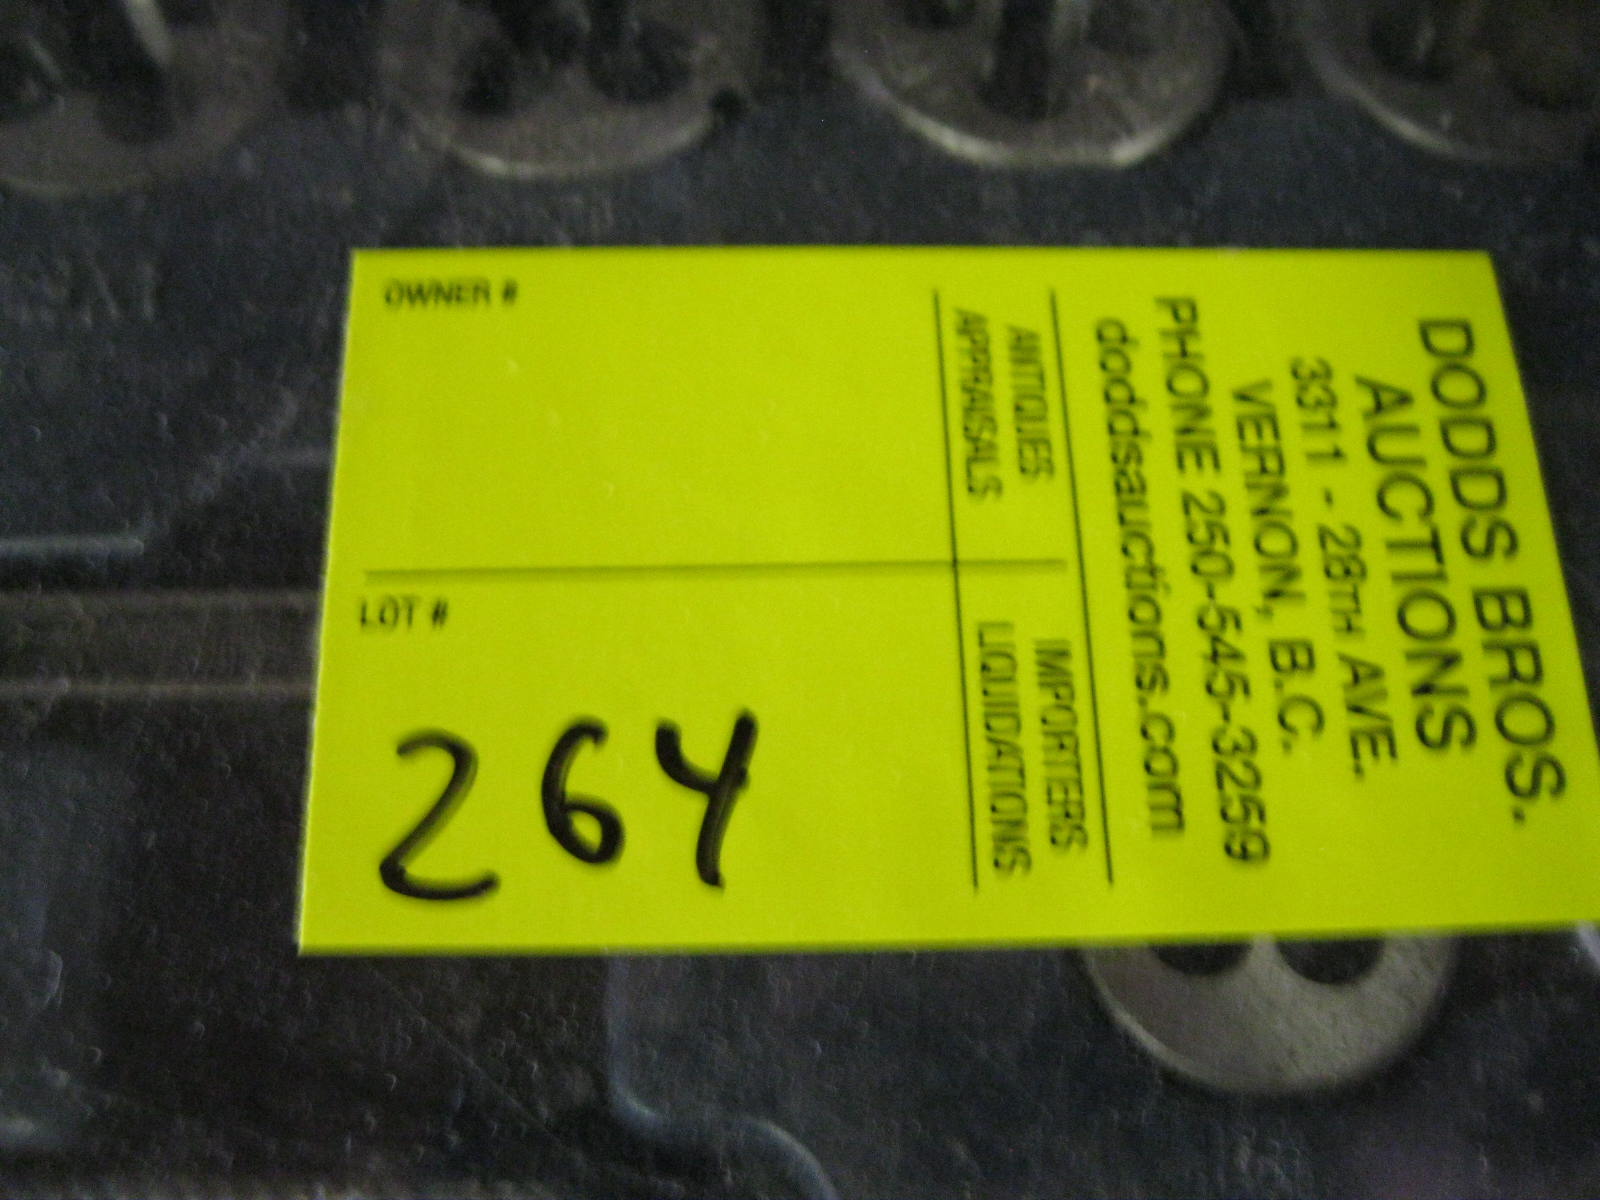 DODDS BROS.
AUCTIONS
3311 - 28TH AVE.
VERNON, B.C.
PHONE 250-545-3259
doddsauctions.com
ANTIQUES IMPORTERS
APPRAISALS LIQUIDATIONS
OWNER #
LOT #
264